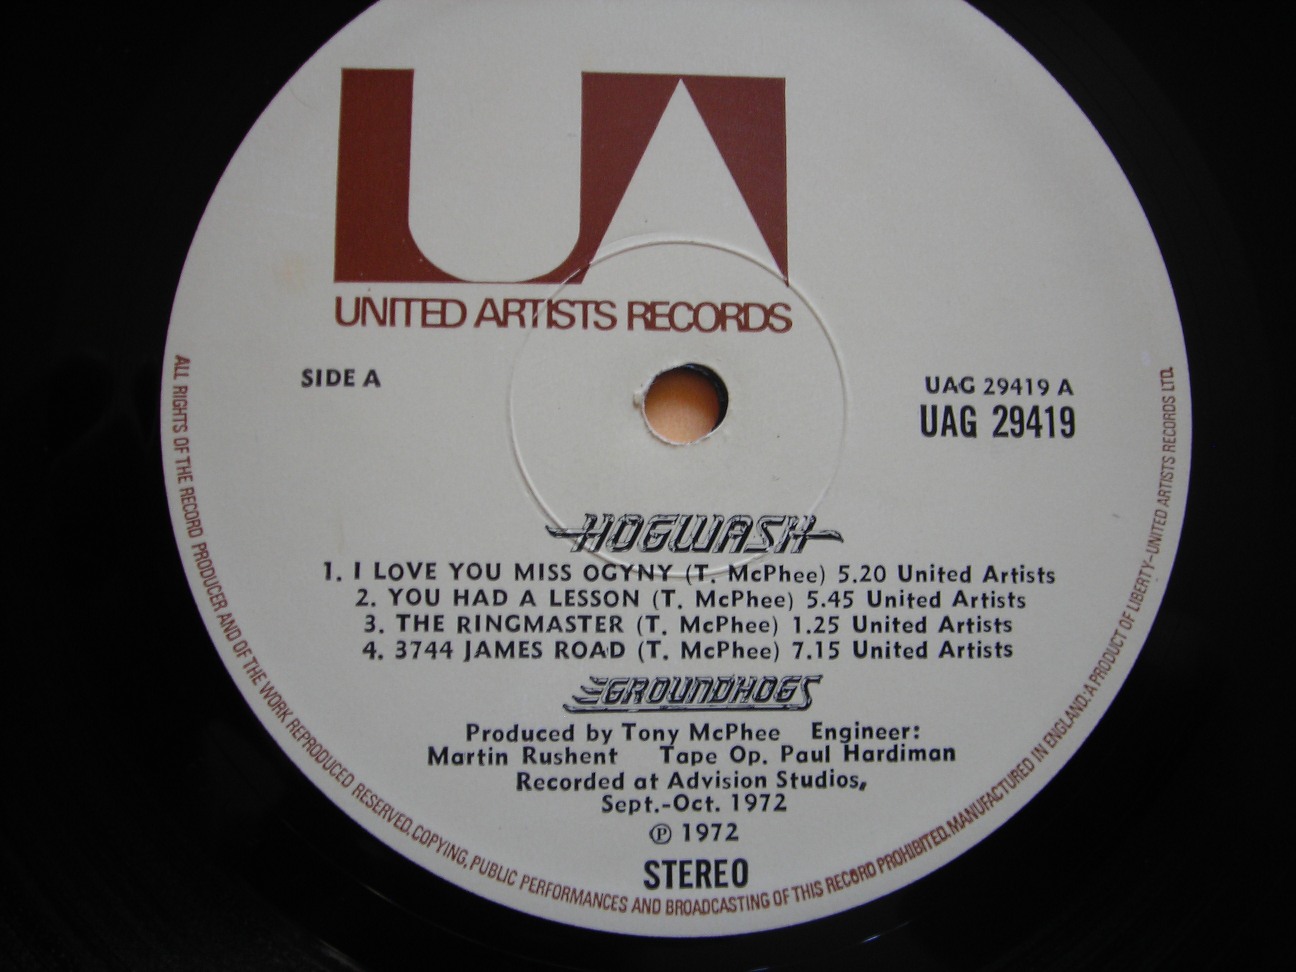 UA
UNITED ARTISTS RECORDS
SIDE A
UAG 29419 A
UAG 29419
HOGWASH
1. I LOVE YOU MISS OGYNY (T. McPhee) 5.20 United Artists
2. YOU HAD A LESSON (T. McPhee) 5.45 United Artists
3. THE RINGMASTER (T. McPhee) 1.25 United Artists
4. 3744 JAMES ROAD (T. McPhee) 7.15 United Artists
GROUNDHOGS
Produced by Tony McPhee Engineer:
Martin Rushent Tape Op. Paul Hardiman
Recorded at Advision Studios,
Sept.-Oct. 1972
℗ 1972
STEREO
ALL RIGHTS OF THE RECORD PRODUCER AND OF THE WORK REPRODUCED RESERVED. COPYING, PUBLIC PERFORMANCES AND BROADCASTING OF THIS RECORD PROHIBITED. MANUFACTURED IN ENGLAND. A PRODUCT OF LIBERTY-UNITED ARTISTS RECORDS LTD.